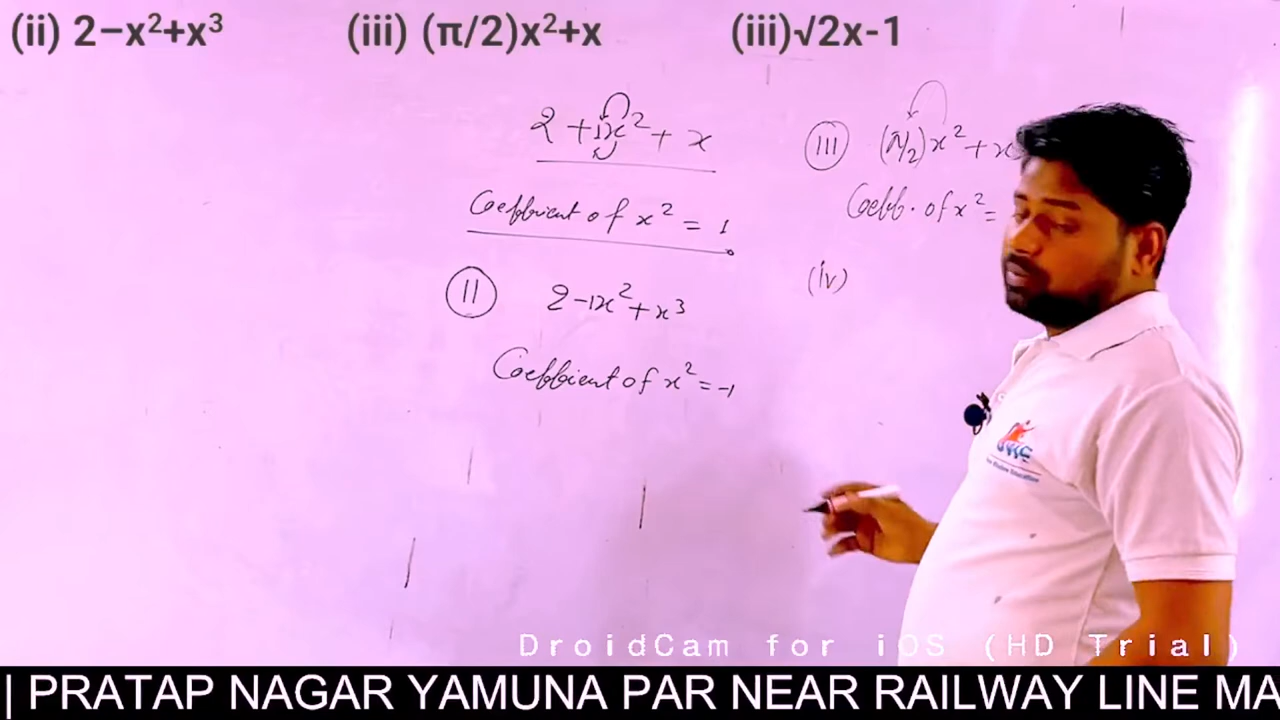 (ii) 2−x²+x³ (iii) (π/2)x²+x (iii)√2x-1
2 + 1x² + x
Coefficient of x² = 1
II 2 - 1x² + x³
Coefficient of x² = -1
III (π/2)x² + x
Coeff. of x² =
(iv)
DroidCam for iOS (HD Trial)
| PRATAP NAGAR YAMUNA PAR NEAR RAILWAY LINE MA